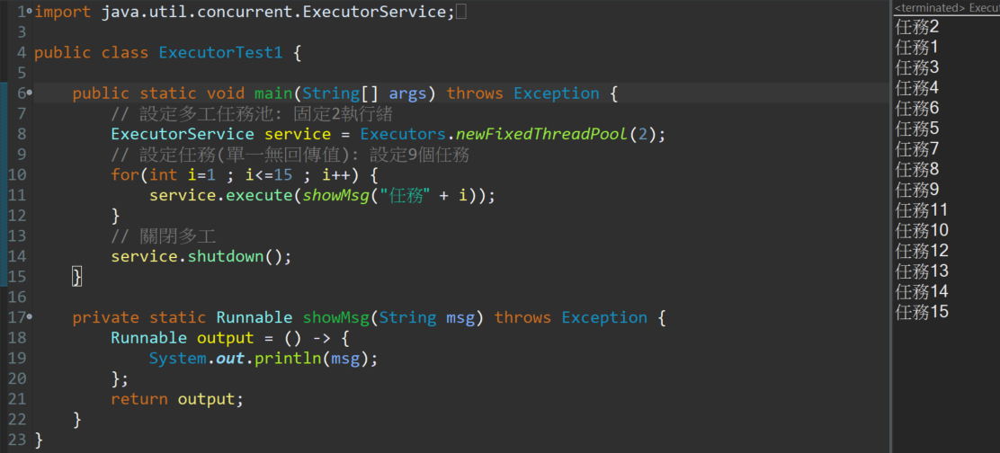 1 import java.util.concurrent.ExecutorService;
3
4 public class ExecutorTest1 {
5
6     public static void main(String[] args) throws Exception {
7         // 設定多工任務池: 固定2執行緒
8         ExecutorService service = Executors.newFixedThreadPool(2);
9         // 設定任務(單一無回傳值): 設定9個任務
10         for(int i=1 ; i<=15 ; i++) {
11             service.execute(showMsg("任務" + i));
12         }
13         // 關閉多工
14         service.shutdown();
15     }
16
17     private static Runnable showMsg(String msg) throws Exception {
18         Runnable output = () -> {
19             System.out.println(msg);
20         };
21         return output;
22     }
23 }
<terminated> Execu
任務2
任務1
任務3
任務4
任務6
任務5
任務7
任務8
任務9
任務11
任務10
任務12
任務13
任務14
任務15